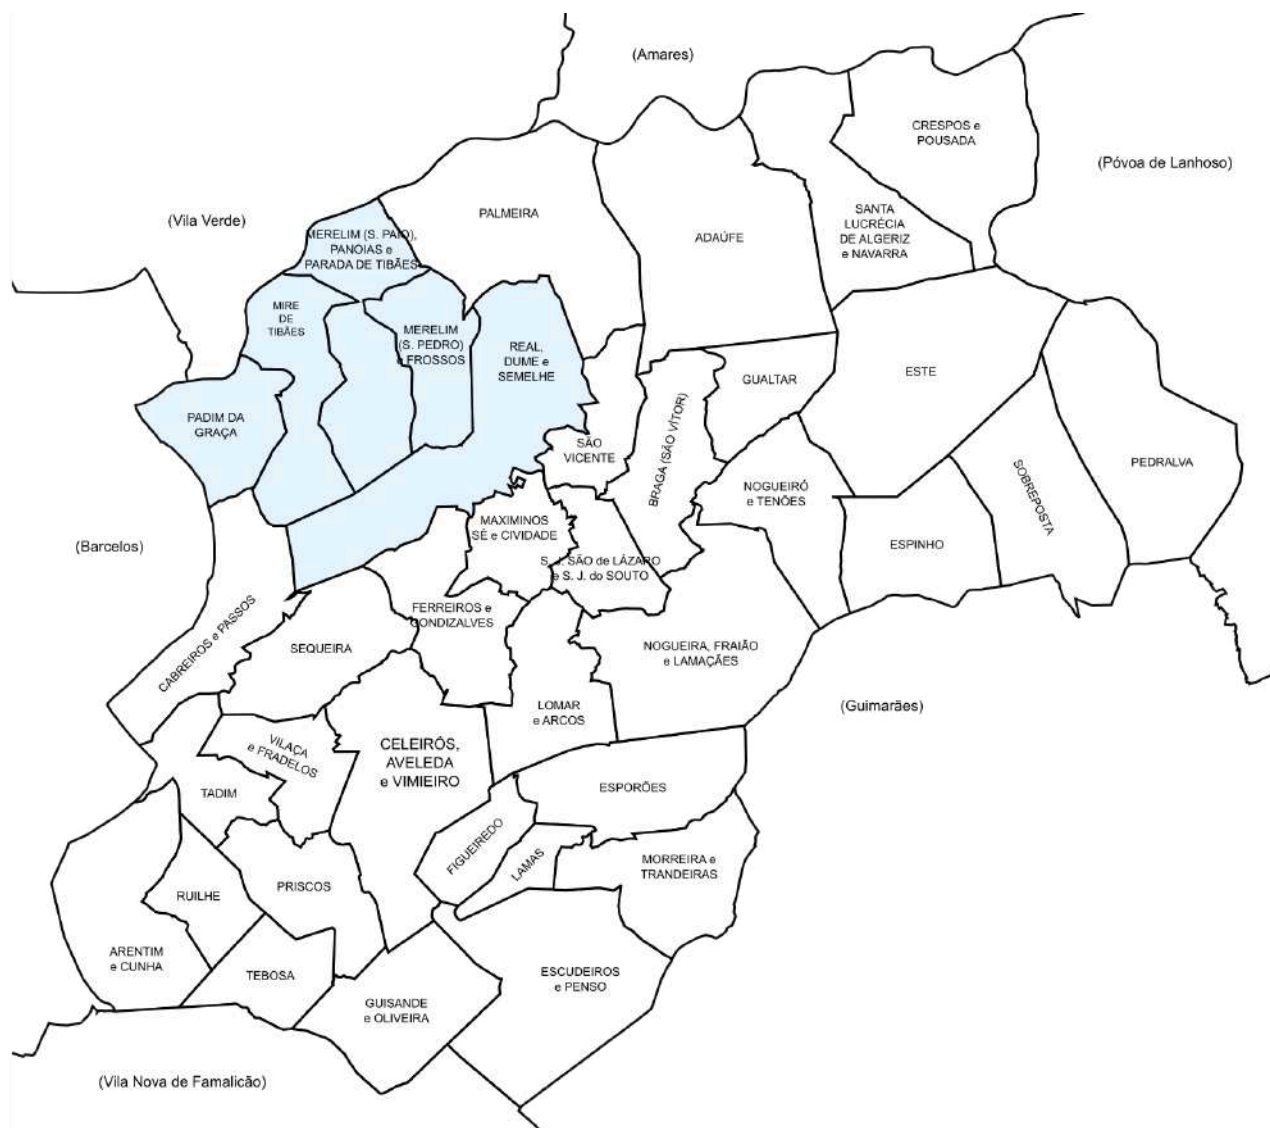 (Amares)
CRESPOS e
POUSADA
(Póvoa de Lanhoso)
(Vila Verde)
PALMEIRA
MERELIM (S. PAIO),
PANOIAS e
PARADA DE TIBÃES
ADAÚFE
SANTA
LUCRÉCIA
DE ALGERIZ
e NAVARRA
MIRE
DE
TIBÃES
MERELIM
(S. PEDRO)
e FROSSOS
REAL,
DUME e
SEMELHE
GUALTAR
ESTE
PADIM DA
GRAÇA
SÃO
VICENTE
BRAGA (SÃO VÍTOR)
NOGUEIRÓ
e TENÕES
SOBREPOSTA
PEDRALVA
(Barcelos)
MAXIMINOS
SÉ e CIVIDADE
ESPINHO
S. J. SÃO de LÁZARO
e S. J. do SOUTO
CABREIROS e PASSOS
FERREIROS e
GONDIZALVES
SEQUEIRA
NOGUEIRA, FRAIÃO
e LAMAÇÃES
LOMAR
e ARCOS
(Guimarães)
VILAÇA
e FRADELOS
CELEIRÓS,
AVELEDA
e VIMIEIRO
TADIM
ESPORÕES
FIGUEIREDO
LAMAS
MORREIRA e
TRANDEIRAS
RUILHE
PRISCOS
ARENTIM
e CUNHA
TEBOSA
ESCUDEIROS
e PENSO
GUISANDE
e OLIVEIRA
(Vila Nova de Famalicão)